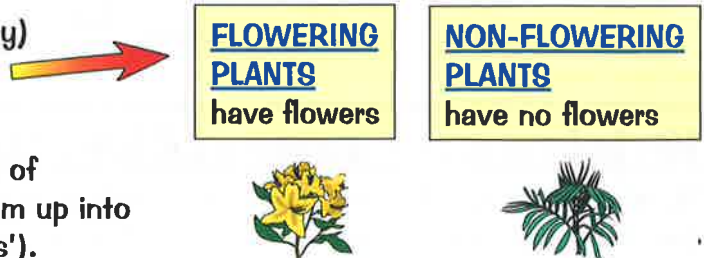 y)
FLOWERING
PLANTS
have flowers
NON-FLOWERING
PLANTS
have no flowers
of
m up into
s').